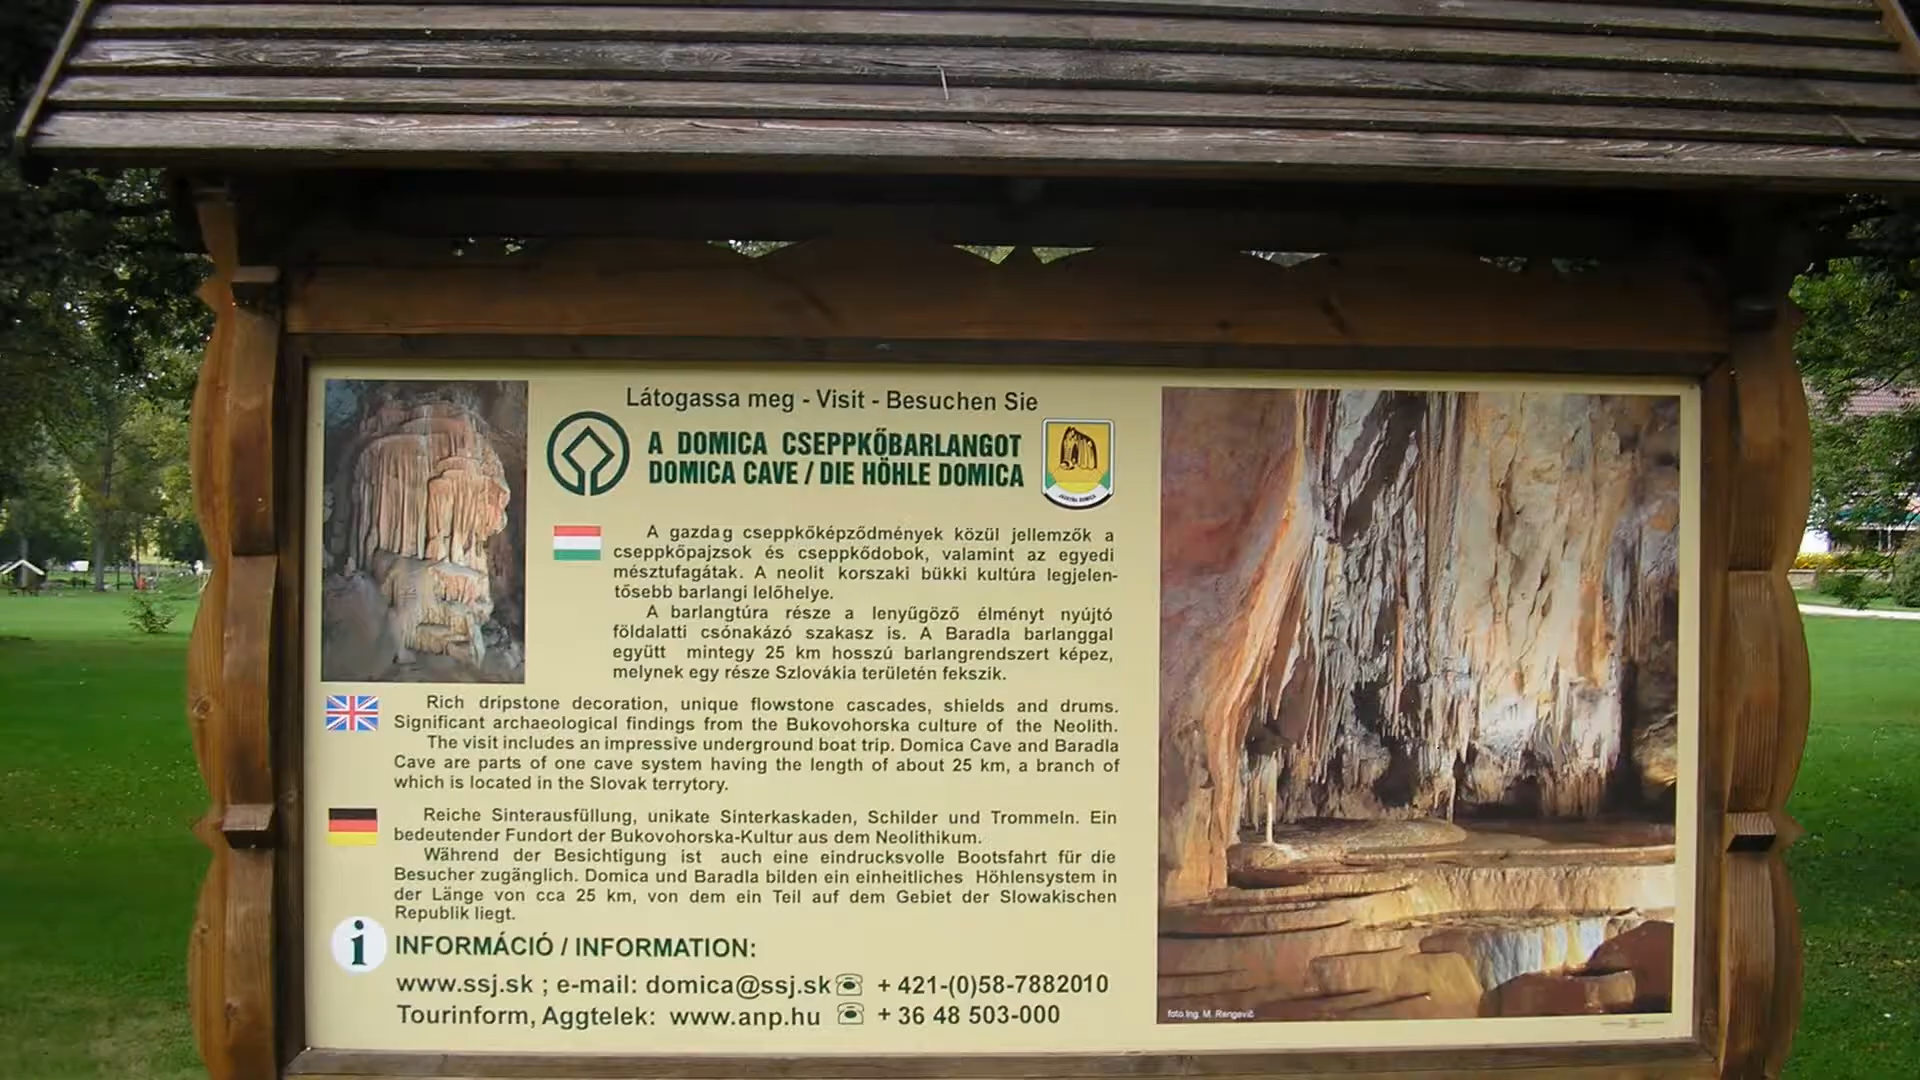 Látogassa meg - Visit - Besuchen Sie
A DOMICA CSEPPKŐBARLANGOT
DOMICA CAVE / DIE HÖHLE DOMICA
JASKYŇA DOMICA
A gazdag cseppkőképződmények közül jellemzők a
cseppkőpajzsok és cseppkődobok, valamint az egyedi
mésztufagátak. A neolit korszaki bükki kultúra legjelen-
tősebb barlangi lelőhelye.
A barlangtúra része a lenyűgöző élményt nyújtó
földalatti csónakázó szakasz is. A Baradla barlanggal
együtt mintegy 25 km hosszú barlangrendszert képez,
melynek egy része Szlovákia területén fekszik.
Rich dripstone decoration, unique flowstone cascades, shields and drums.
Significant archaeological findings from the Bukovohorska culture of the Neolith.
The visit includes an impressive underground boat trip. Domica Cave and Baradla
Cave are parts of one cave system having the length of about 25 km, a branch of
which is located in the Slovak terrytory.
Reiche Sinterausfüllung, unikate Sinterkaskaden, Schilder und Trommeln. Ein
bedeutender Fundort der Bukovohorska-Kultur aus dem Neolithikum.
Während der Besichtigung ist auch eine eindrucksvolle Bootsfahrt für die
Besucher zugänglich. Domica und Baradla bilden ein einheitliches Höhlensystem in
der Länge von cca 25 km, von dem ein Teil auf dem Gebiet der Slowakischen
Republik liegt.
i INFORMÁCIÓ / INFORMATION:
www.ssj.sk ; e-mail: domica@ssj.sk + 421-(0)58-7882010
Tourinform, Aggtelek: www.anp.hu + 36 48 503-000
foto Ing. M. Rengevič